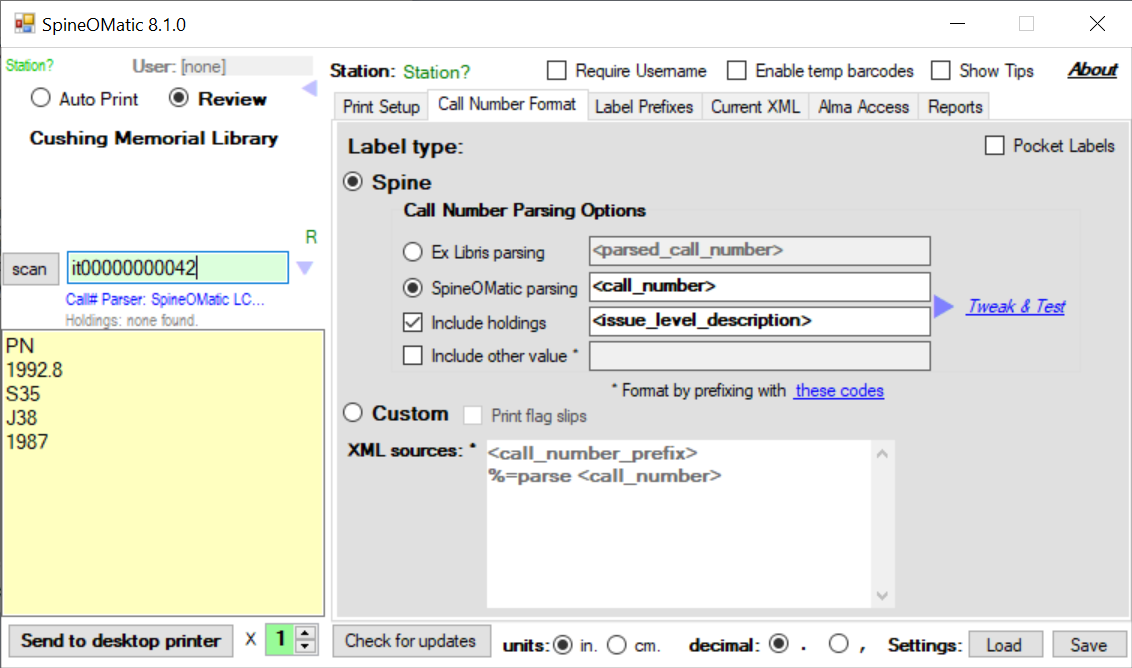 SpineOMatic 8.1.0
Station?
User: [none]
Auto Print
Review
Cushing Memorial Library
R
scan
it00000000042
Call# Parser: SpineOMatic LC...
Holdings: none found.
PN
1992.8
S35
J38
1987
Send to desktop printer
X
1
Station: Station?
Require Username
Enable temp barcodes
Show Tips
About
Print Setup
Call Number Format
Label Prefixes
Current XML
Alma Access
Reports
Label type:
Pocket Labels
Spine
Call Number Parsing Options
Ex Libris parsing
<parsed_call_number>
SpineOMatic parsing
<call_number>
Include holdings
<issue_level_description>
Tweak & Test
Include other value *
* Format by prefixing with these codes
Custom
Print flag slips
XML sources: *
<call_number_prefix>
%=parse <call_number>
Check for updates
units: in. cm.
decimal: . ,
Settings:
Load
Save